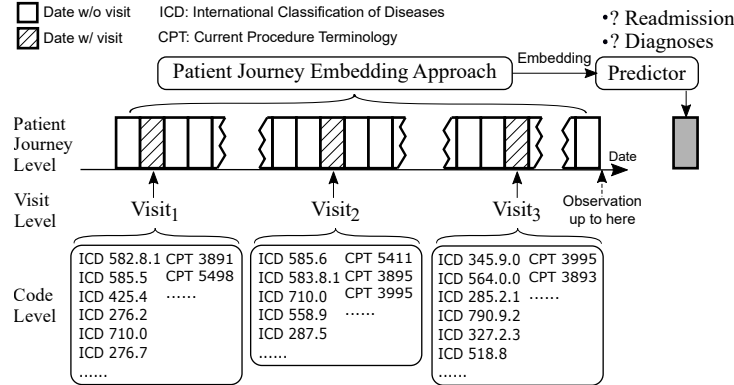 Date w/o visit ICD: International Classification of Diseases
Date w/ visit CPT: Current Procedure Terminology
•? Readmission
•? Diagnoses
Patient Journey Embedding Approach
Embedding
Predictor
Patient
Journey
Level
Date
Visit
Level
Visit1
Visit2
Visit3
Observation
up to here
Code
Level
ICD 582.8.1 CPT 3891
ICD 585.5 CPT 5498
ICD 425.4 ......
ICD 276.2
ICD 710.0
ICD 276.7
......
ICD 585.6 CPT 5411
ICD 583.8.1 CPT 3895
ICD 710.0 CPT 3995
ICD 558.9 ......
ICD 287.5
......
ICD 345.9.0 CPT 3995
ICD 564.0.0 CPT 3893
ICD 285.2.1 ......
ICD 790.9.2
ICD 327.2.3
ICD 518.8
......